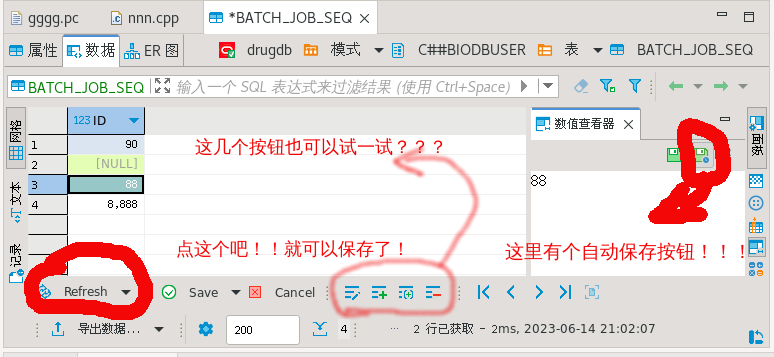 gggg.pc
nnn.cpp
*BATCH_JOB_SEQ
属性
数据
ER 图
drugdb
模式
C##BIODBUSER
表
BATCH_JOB_SEQ
BATCH_JOB_SEQ
输入一个 SQL 表达式来过滤结果 (使用 Ctrl+Space)
网格
文本
记录
123 ID
1
90
2
[NULL]
3
88
4
8,888
数值查看器
88
面板
这几个按钮也可以试一试？？？
点这个吧！！就可以保存了！
这里有个自动保存按钮！！！
Refresh
Save
Cancel
导出数据...
200
4
2 行已获取 - 2ms, 2023-06-14 21:02:07